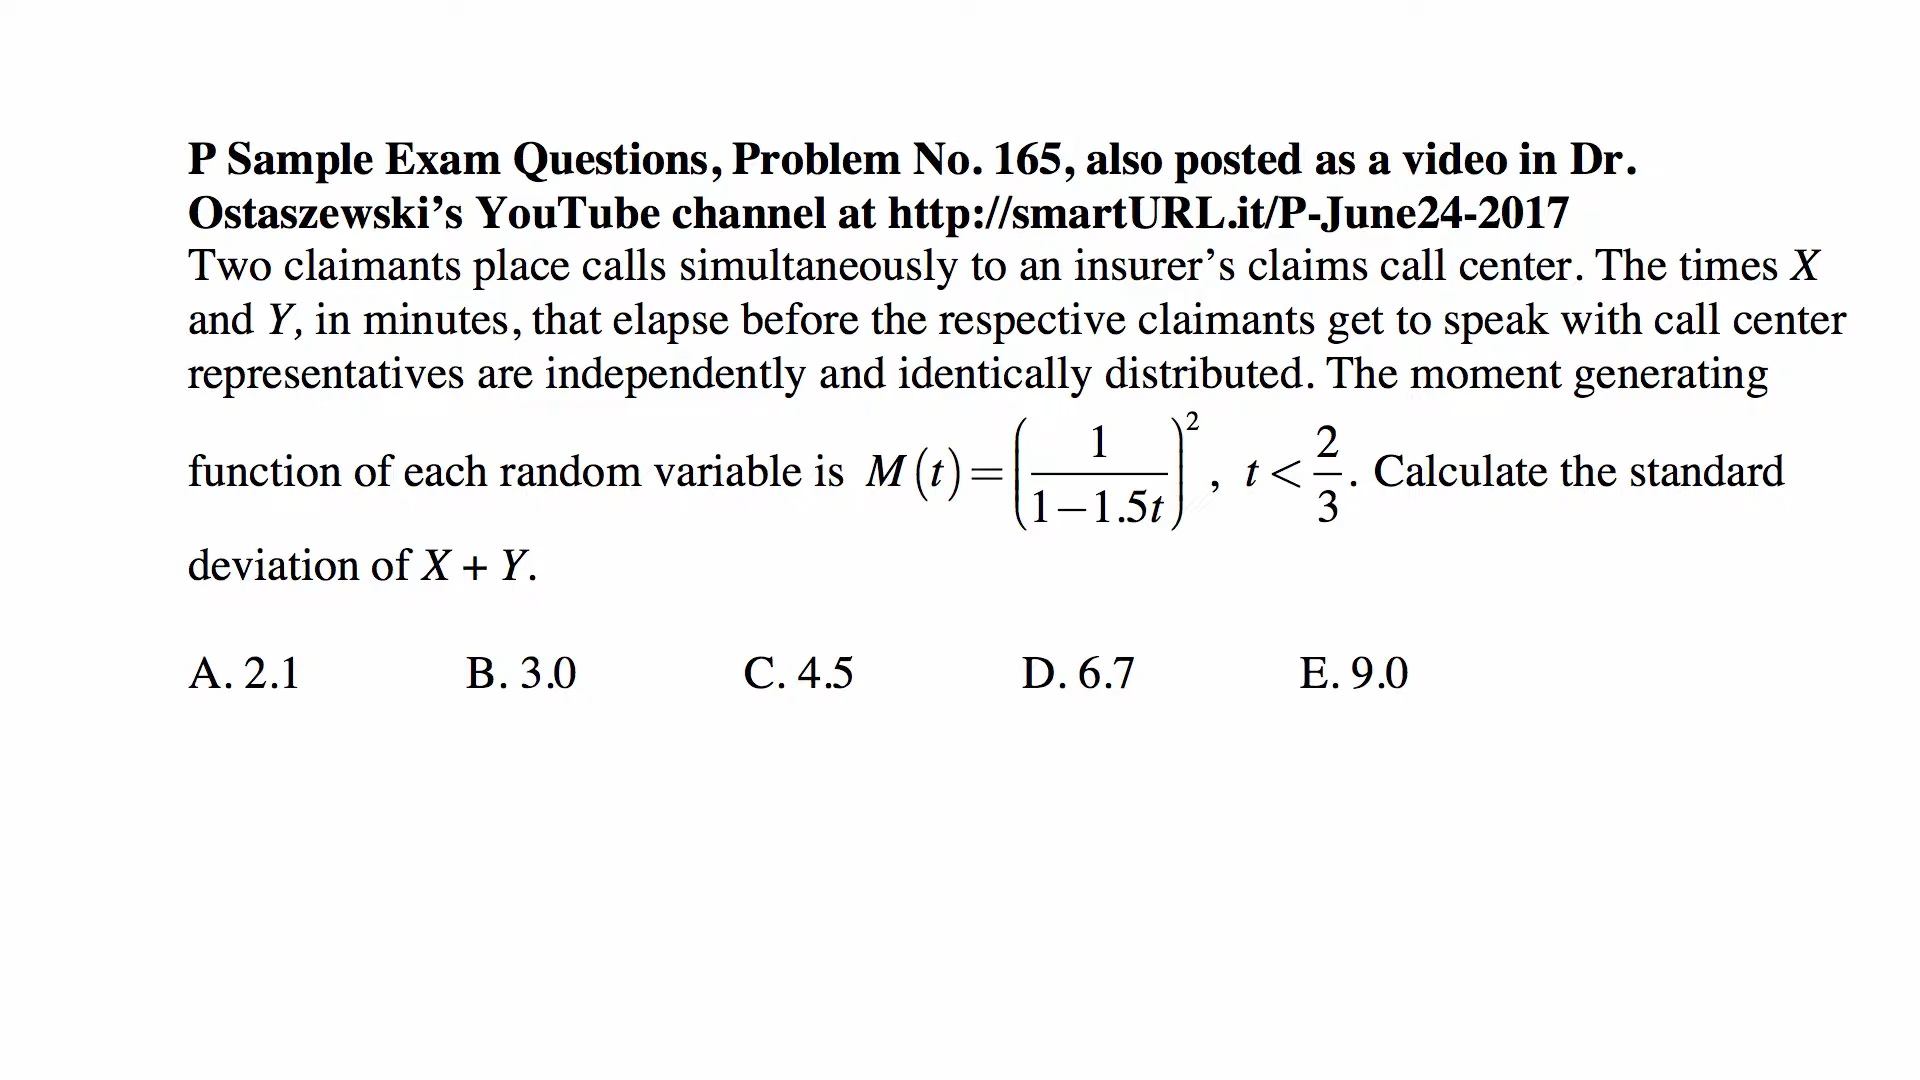 P Sample Exam Questions, Problem No. 165, also posted as a video in Dr.
Ostaszewski’s YouTube channel at http://smartURL.it/P-June24-2017
Two claimants place calls simultaneously to an insurer’s claims call center. The times X
and Y, in minutes, that elapse before the respective claimants get to speak with call center
representatives are independently and identically distributed. The moment generating
function of each random variable is M(t)=(1/(1−1.5t))², t<2/3. Calculate the standard
deviation of X + Y.
A. 2.1 B. 3.0 C. 4.5 D. 6.7 E. 9.0